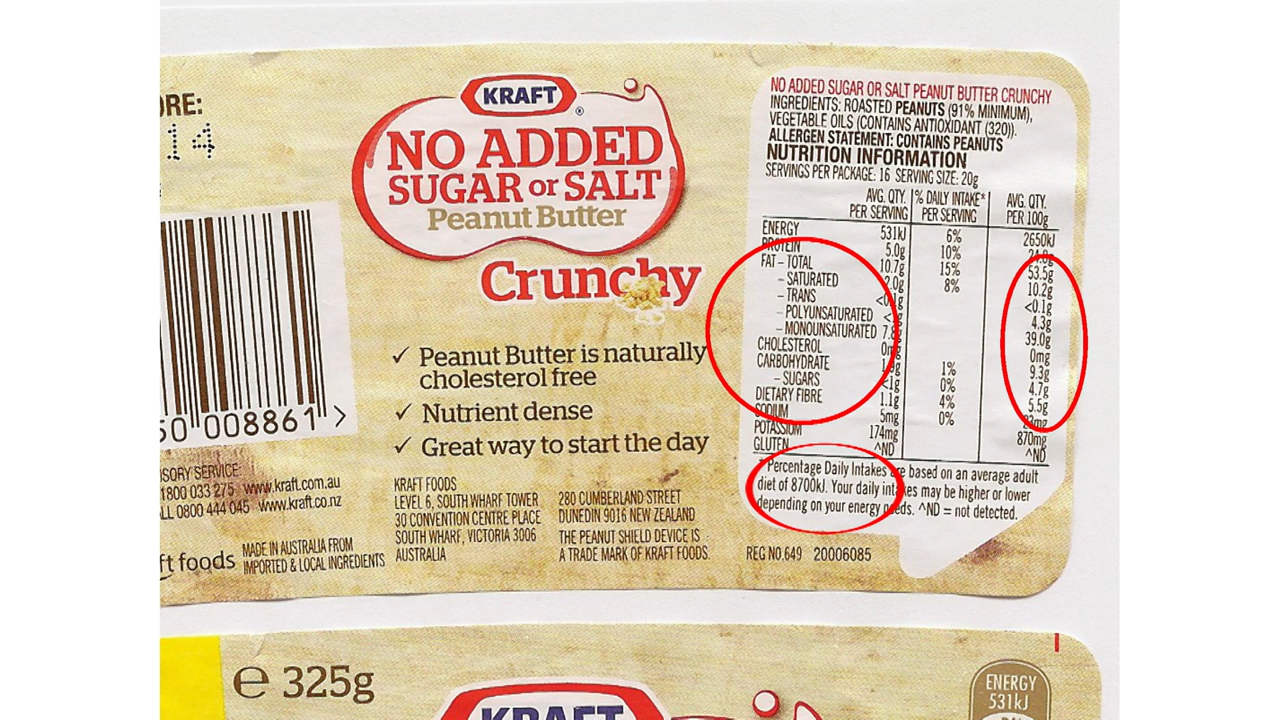 ORE:
14
50 008861 >
ISORY SERVICE:
1800 033 275 www.kraft.com.au
LL 0800 444 045 www.kraft.co.nz
ft foods
MADE IN AUSTRALIA FROM
IMPORTED & LOCAL INGREDIENTS
KRAFT
®
NO ADDED
SUGAR or SALT
Peanut Butter
Crunchy
✓ Peanut Butter is naturally
cholesterol free
✓ Nutrient dense
✓ Great way to start the day
KRAFT FOODS
LEVEL 6, SOUTH WHARF TOWER
30 CONVENTION CENTRE PLACE
SOUTH WHARF, VICTORIA 3006
AUSTRALIA
280 CUMBERLAND STREET
DUNEDIN 9016 NEW ZEALAND
THE PEANUT SHIELD DEVICE IS
A TRADE MARK OF KRAFT FOODS.
NO ADDED SUGAR OR SALT PEANUT BUTTER CRUNCHY
INGREDIENTS: ROASTED PEANUTS (91% MINIMUM),
VEGETABLE OILS (CONTAINS ANTIOXIDANT (320)).
ALLERGEN STATEMENT: CONTAINS PEANUTS
NUTRITION INFORMATION
SERVINGS PER PACKAGE: 16 SERVING SIZE: 20g
AVG. QTY. % DAILY INTAKE* AVG. QTY.
PER SERVING PER SERVING PER 100g
ENERGY 531kJ 6% 2650kJ
PROTEIN 5.0g 10% 24.8g
FAT – TOTAL 10.7g 15% 53.5g
– SATURATED 2.0g 8% 10.2g
– TRANS <0.1g <0.1g
– POLYUNSATURATED 4.3g
– MONOUNSATURATED 7.8g 39.0g
CHOLESTEROL 0mg 0mg
CARBOHYDRATE 1% 9.3g
– SUGARS <1g 0% 4.7g
DIETARY FIBRE 1.1g 4% 5.5g
SODIUM 5mg 0% 23mg
POTASSIUM 174mg 870mg
GLUTEN ^ND ^ND
* Percentage Daily Intakes are based on an average adult
diet of 8700kJ. Your daily intakes may be higher or lower
depending on your energy needs. ^ND = not detected.
REG NO.649 20006085
e 325g
KRAFT
ENERGY
531kJ